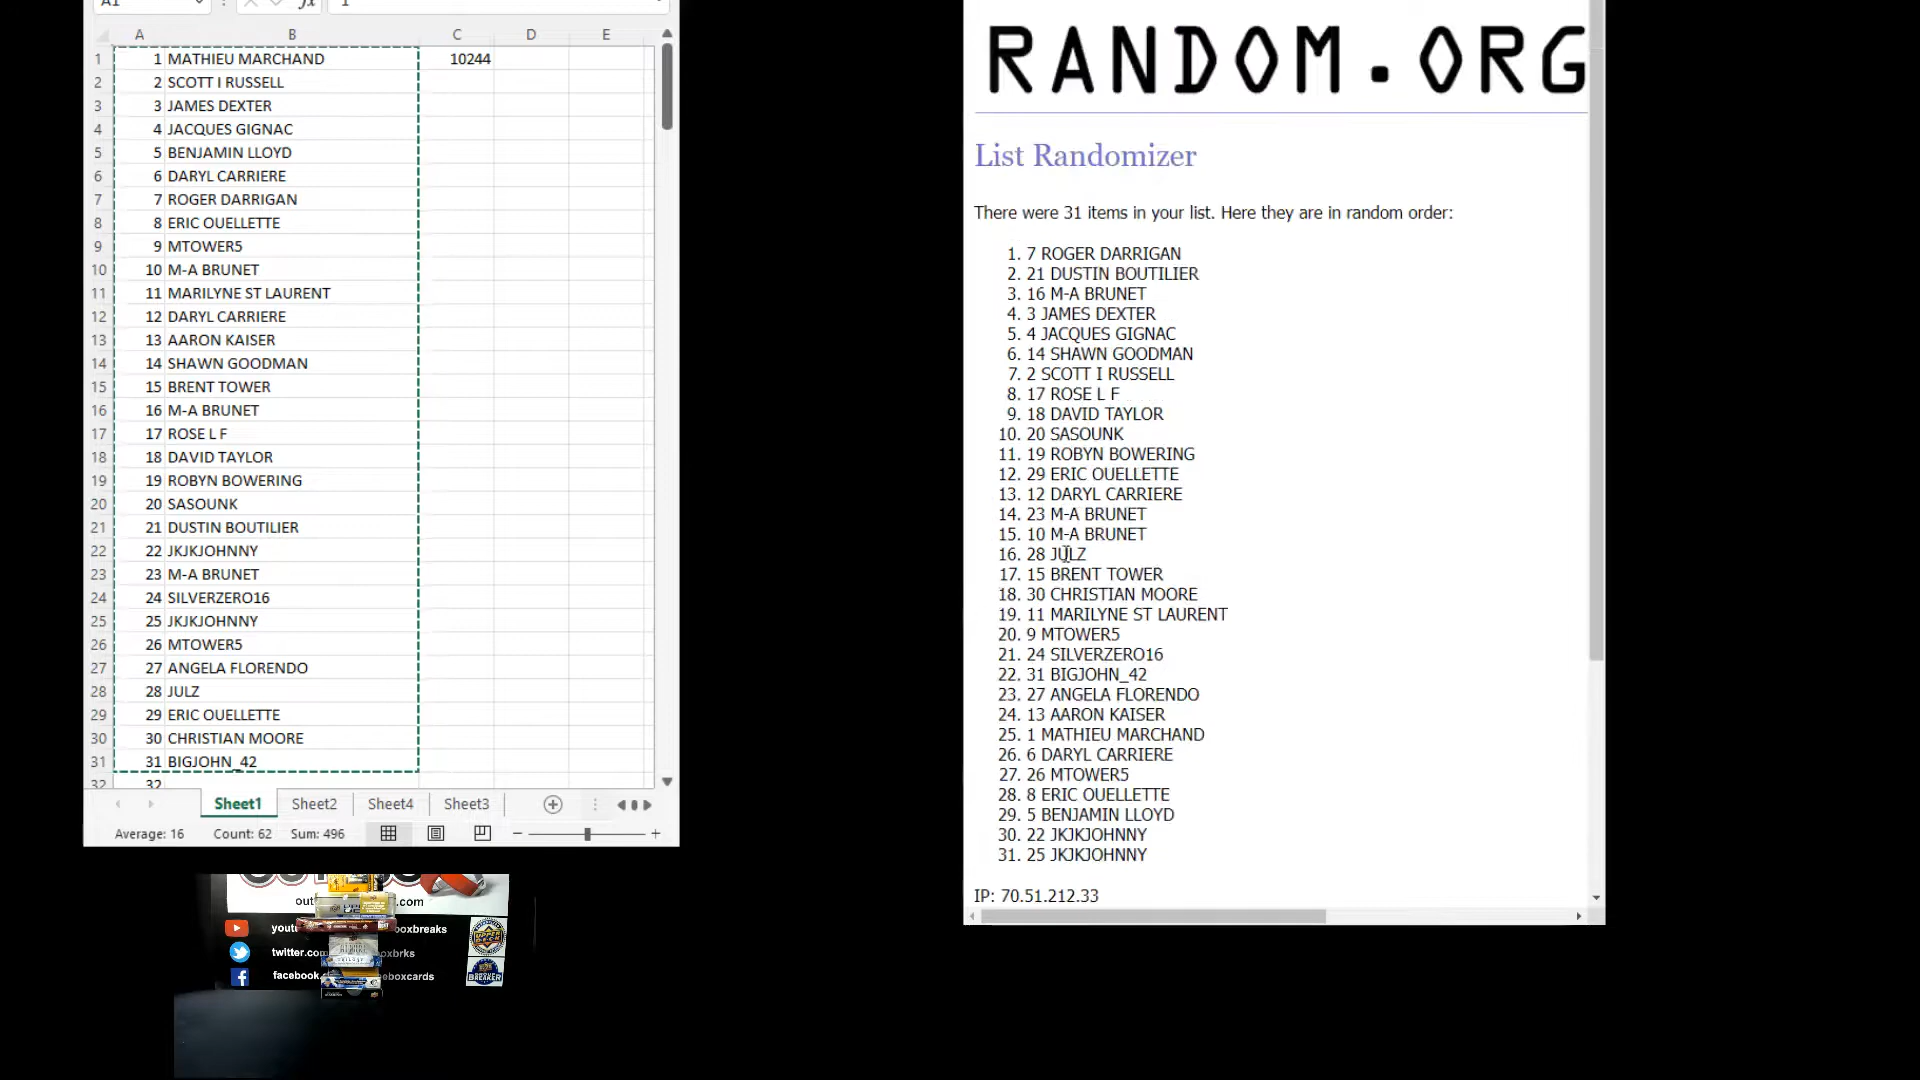 A1 fx 1
A B C D E
1 1 MATHIEU MARCHAND 10244
2 2 SCOTT I RUSSELL
3 3 JAMES DEXTER
4 4 JACQUES GIGNAC
5 5 BENJAMIN LLOYD
6 6 DARYL CARRIERE
7 7 ROGER DARRIGAN
8 8 ERIC OUELLETTE
9 9 MTOWER5
10 10 M-A BRUNET
11 11 MARILYNE ST LAURENT
12 12 DARYL CARRIERE
13 13 AARON KAISER
14 14 SHAWN GOODMAN
15 15 BRENT TOWER
16 16 M-A BRUNET
17 17 ROSE L F
18 18 DAVID TAYLOR
19 19 ROBYN BOWERING
20 20 SASOUNK
21 21 DUSTIN BOUTILIER
22 22 JKJKJOHNNY
23 23 M-A BRUNET
24 24 SILVERZERO16
25 25 JKJKJOHNNY
26 26 MTOWER5
27 27 ANGELA FLORENDO
28 28 JULZ
29 29 ERIC OUELLETTE
30 30 CHRISTIAN MOORE
31 31 BIGJOHN_42
32 32
Sheet1 Sheet2 Sheet4 Sheet3
Average: 16 Count: 62 Sum: 496
.com
boxbreaks
twitter.com
oxbrks
facebook.
eboxcards
UPPER DECK
RANDOM.ORG
List Randomizer
There were 31 items in your list. Here they are in random order:
1. 7 ROGER DARRIGAN
2. 21 DUSTIN BOUTILIER
3. 16 M-A BRUNET
4. 3 JAMES DEXTER
5. 4 JACQUES GIGNAC
6. 14 SHAWN GOODMAN
7. 2 SCOTT I RUSSELL
8. 17 ROSE L F
9. 18 DAVID TAYLOR
10. 20 SASOUNK
11. 19 ROBYN BOWERING
12. 29 ERIC OUELLETTE
13. 12 DARYL CARRIERE
14. 23 M-A BRUNET
15. 10 M-A BRUNET
16. 28 JULZ
17. 15 BRENT TOWER
18. 30 CHRISTIAN MOORE
19. 11 MARILYNE ST LAURENT
20. 9 MTOWER5
21. 24 SILVERZERO16
22. 31 BIGJOHN_42
23. 27 ANGELA FLORENDO
24. 13 AARON KAISER
25. 1 MATHIEU MARCHAND
26. 6 DARYL CARRIERE
27. 26 MTOWER5
28. 8 ERIC OUELLETTE
29. 5 BENJAMIN LLOYD
30. 22 JKJKJOHNNY
31. 25 JKJKJOHNNY
IP: 70.51.212.33